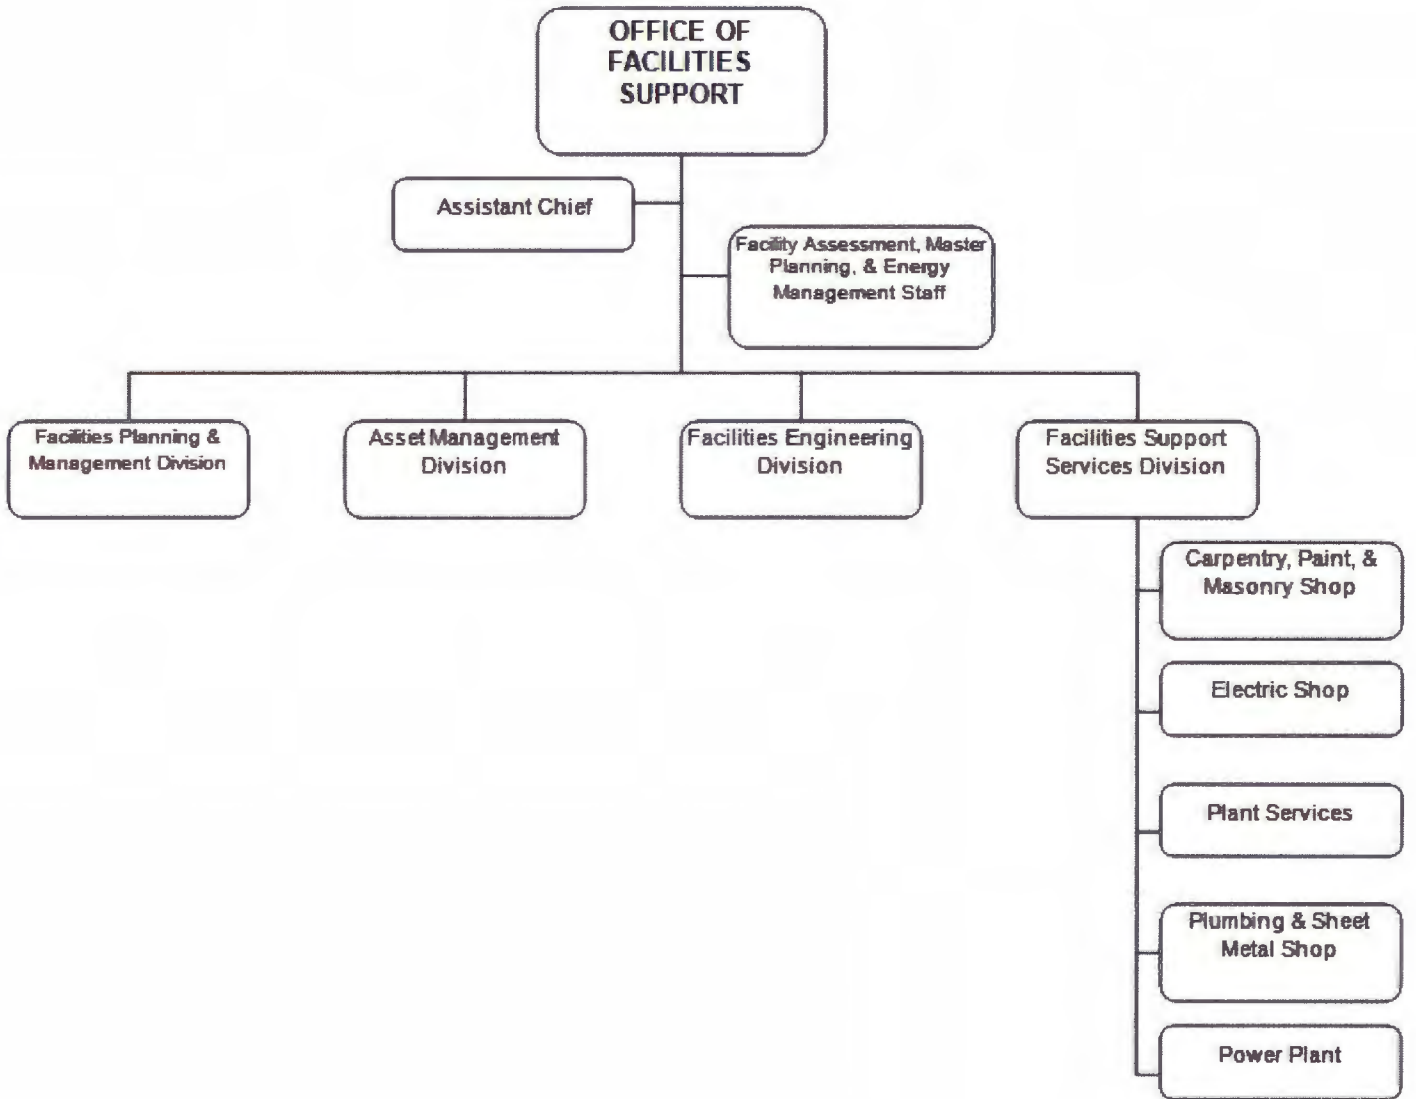 OFFICE OF
FACILITIES
SUPPORT
Assistant Chief
Facility Assessment, Master
Planning, & Energy
Management Staff
Facilities Planning &
Management Division
Asset Management
Division
Facilities Engineering
Division
Facilities Support
Services Division
Carpentry, Paint, &
Masonry Shop
Electric Shop
Plant Services
Plumbing & Sheet
Metal Shop
Power Plant